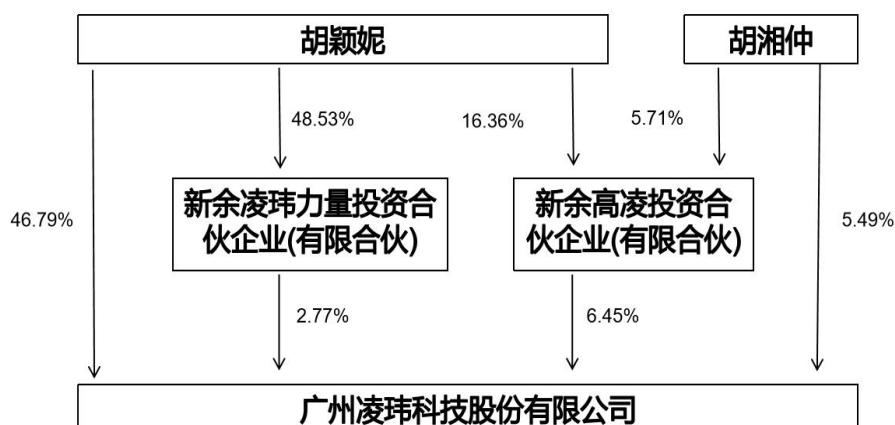 胡颖妮
胡湘仲
48.53%
16.36%
5.71%
新余凌玮力量投资合
伙企业(有限合伙)
新余高凌投资合
伙企业(有限合伙)
46.79%
5.49%
2.77%
6.45%
广州凌玮科技股份有限公司